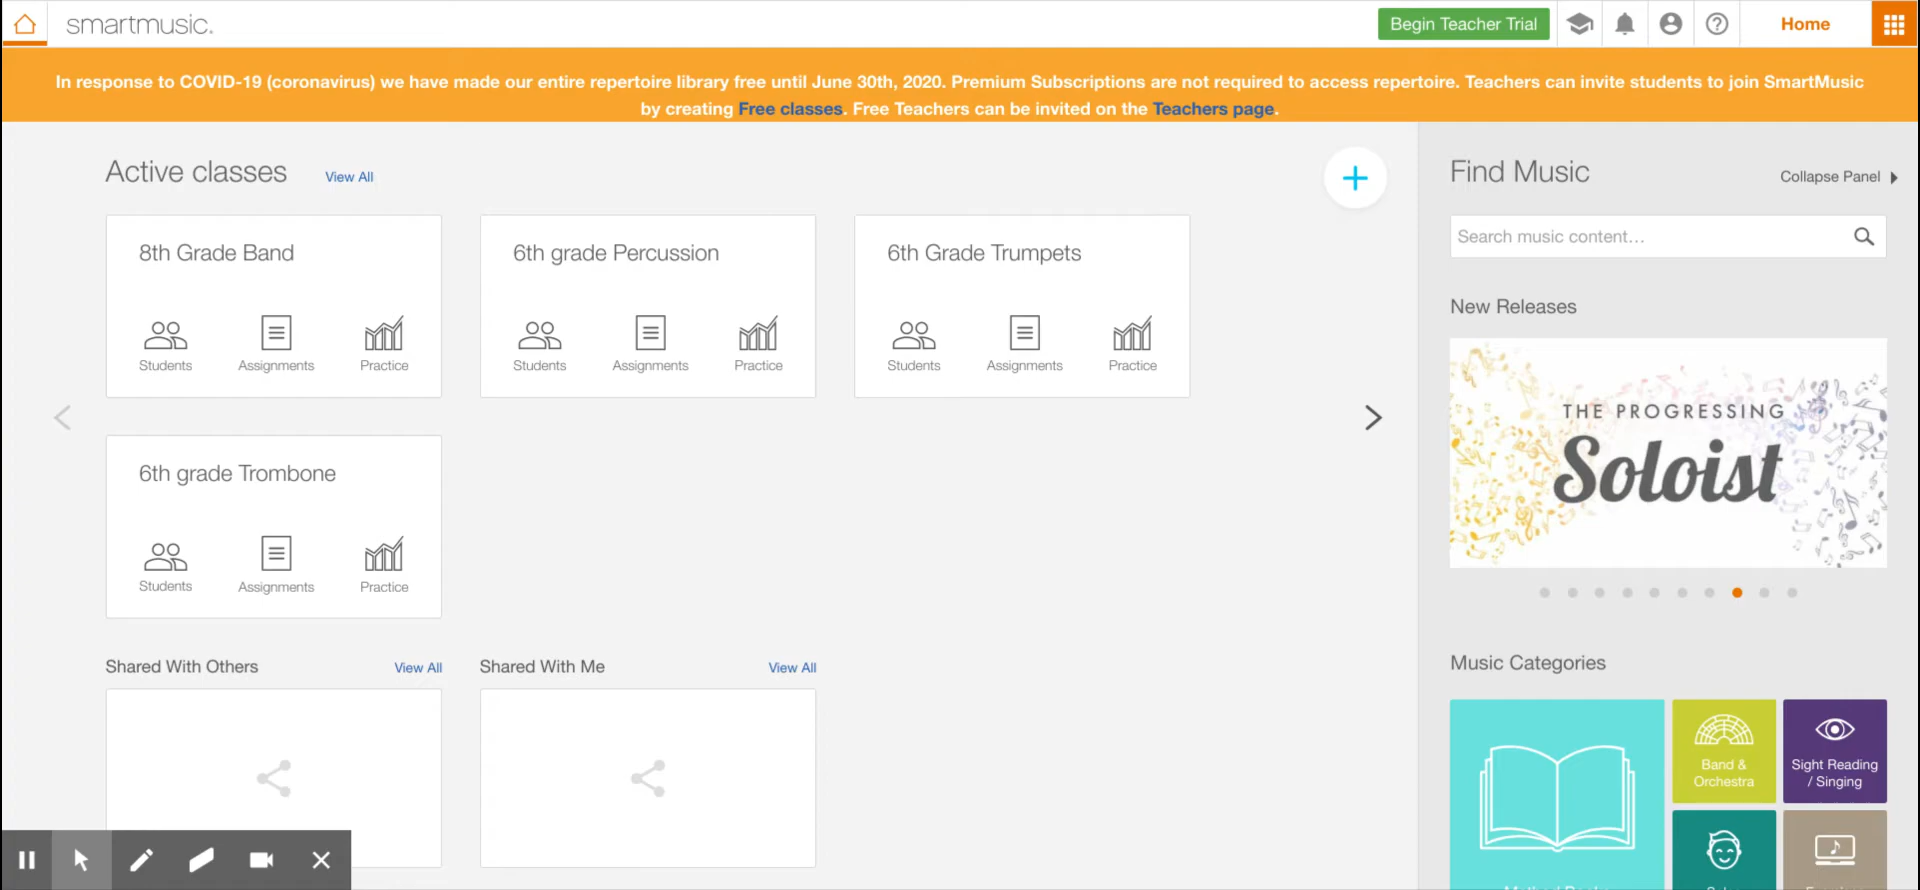 smartmusic.
Begin Teacher Trial
Home
In response to COVID-19 (coronavirus) we have made our entire repertoire library free until June 30th, 2020. Premium Subscriptions are not required to access repertoire. Teachers can invite students to join SmartMusic
by creating Free classes. Free Teachers can be invited on the Teachers page.
Active classes
View All
8th Grade Band
Students
Assignments
Practice
6th grade Percussion
Students
Assignments
Practice
6th Grade Trumpets
Students
Assignments
Practice
6th grade Trombone
Students
Assignments
Practice
Shared With Others
View All
Shared With Me
View All
Find Music
Collapse Panel
Search music content...
New Releases
THE PROGRESSING
Soloist
Music Categories
Band &
Orchestra
Sight Reading
/ Singing